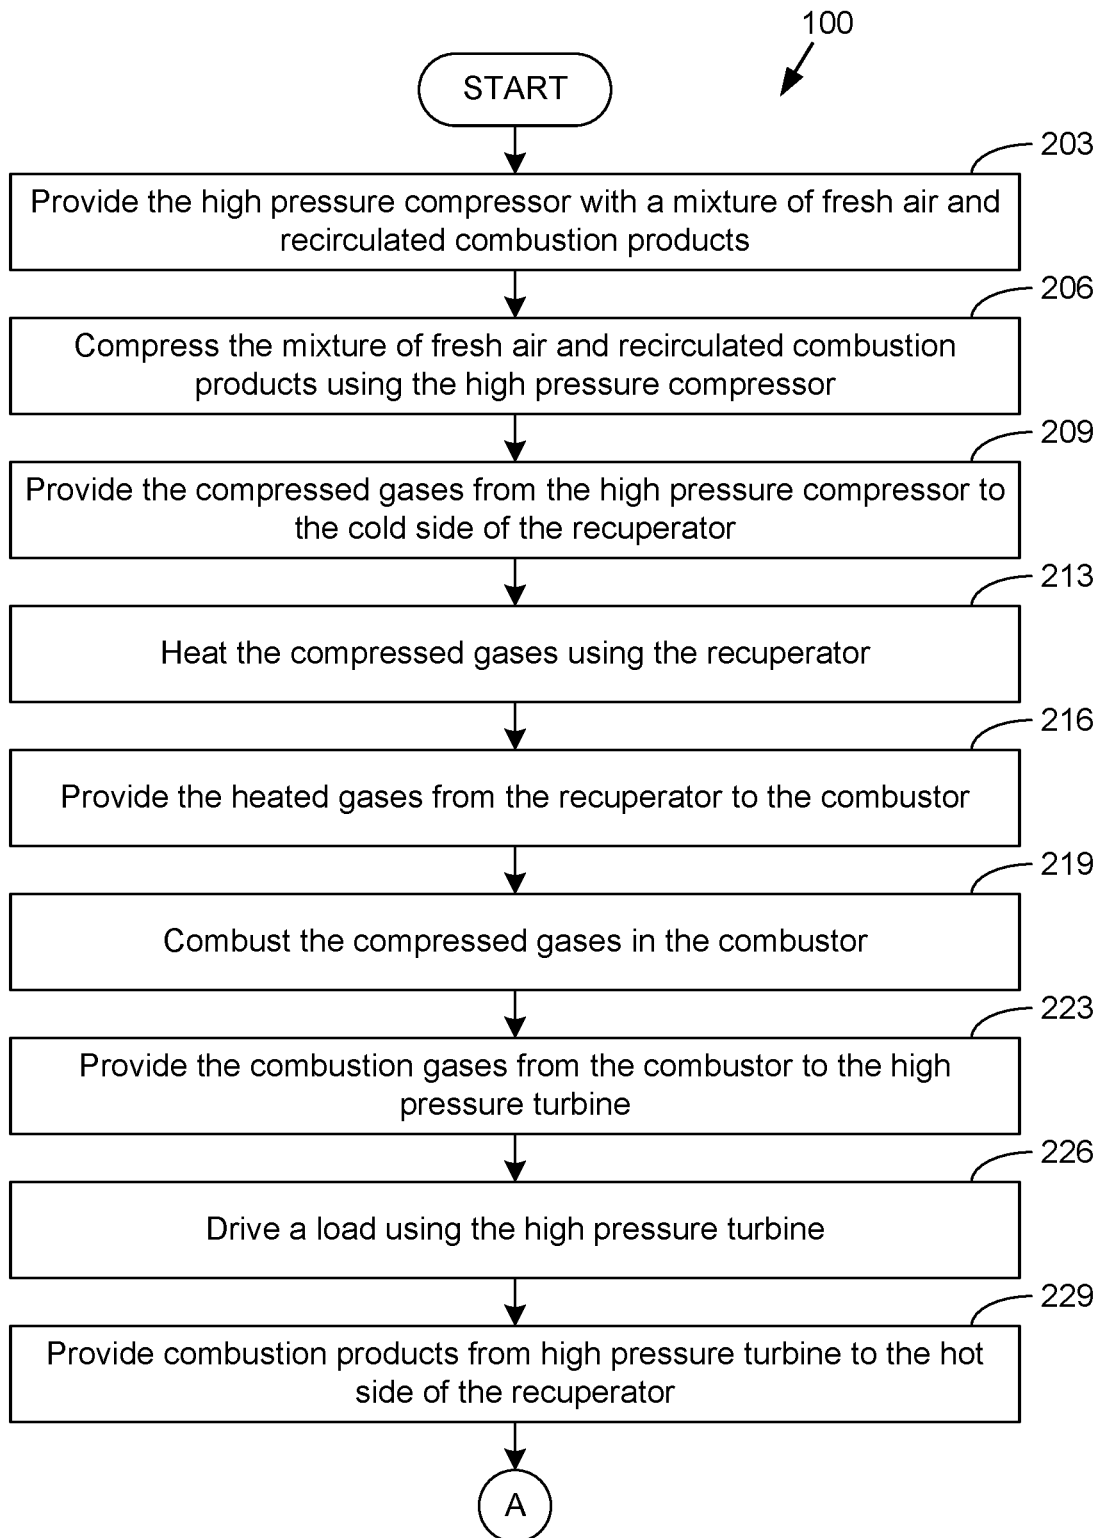 100
START
203
Provide the high pressure compressor with a mixture of fresh air and
recirculated combustion products
206
Compress the mixture of fresh air and recirculated combustion
products using the high pressure compressor
209
Provide the compressed gases from the high pressure compressor to
the cold side of the recuperator
213
Heat the compressed gases using the recuperator
216
Provide the heated gases from the recuperator to the combustor
219
Combust the compressed gases in the combustor
223
Provide the combustion gases from the combustor to the high
pressure turbine
226
Drive a load using the high pressure turbine
229
Provide combustion products from high pressure turbine to the hot
side of the recuperator
A